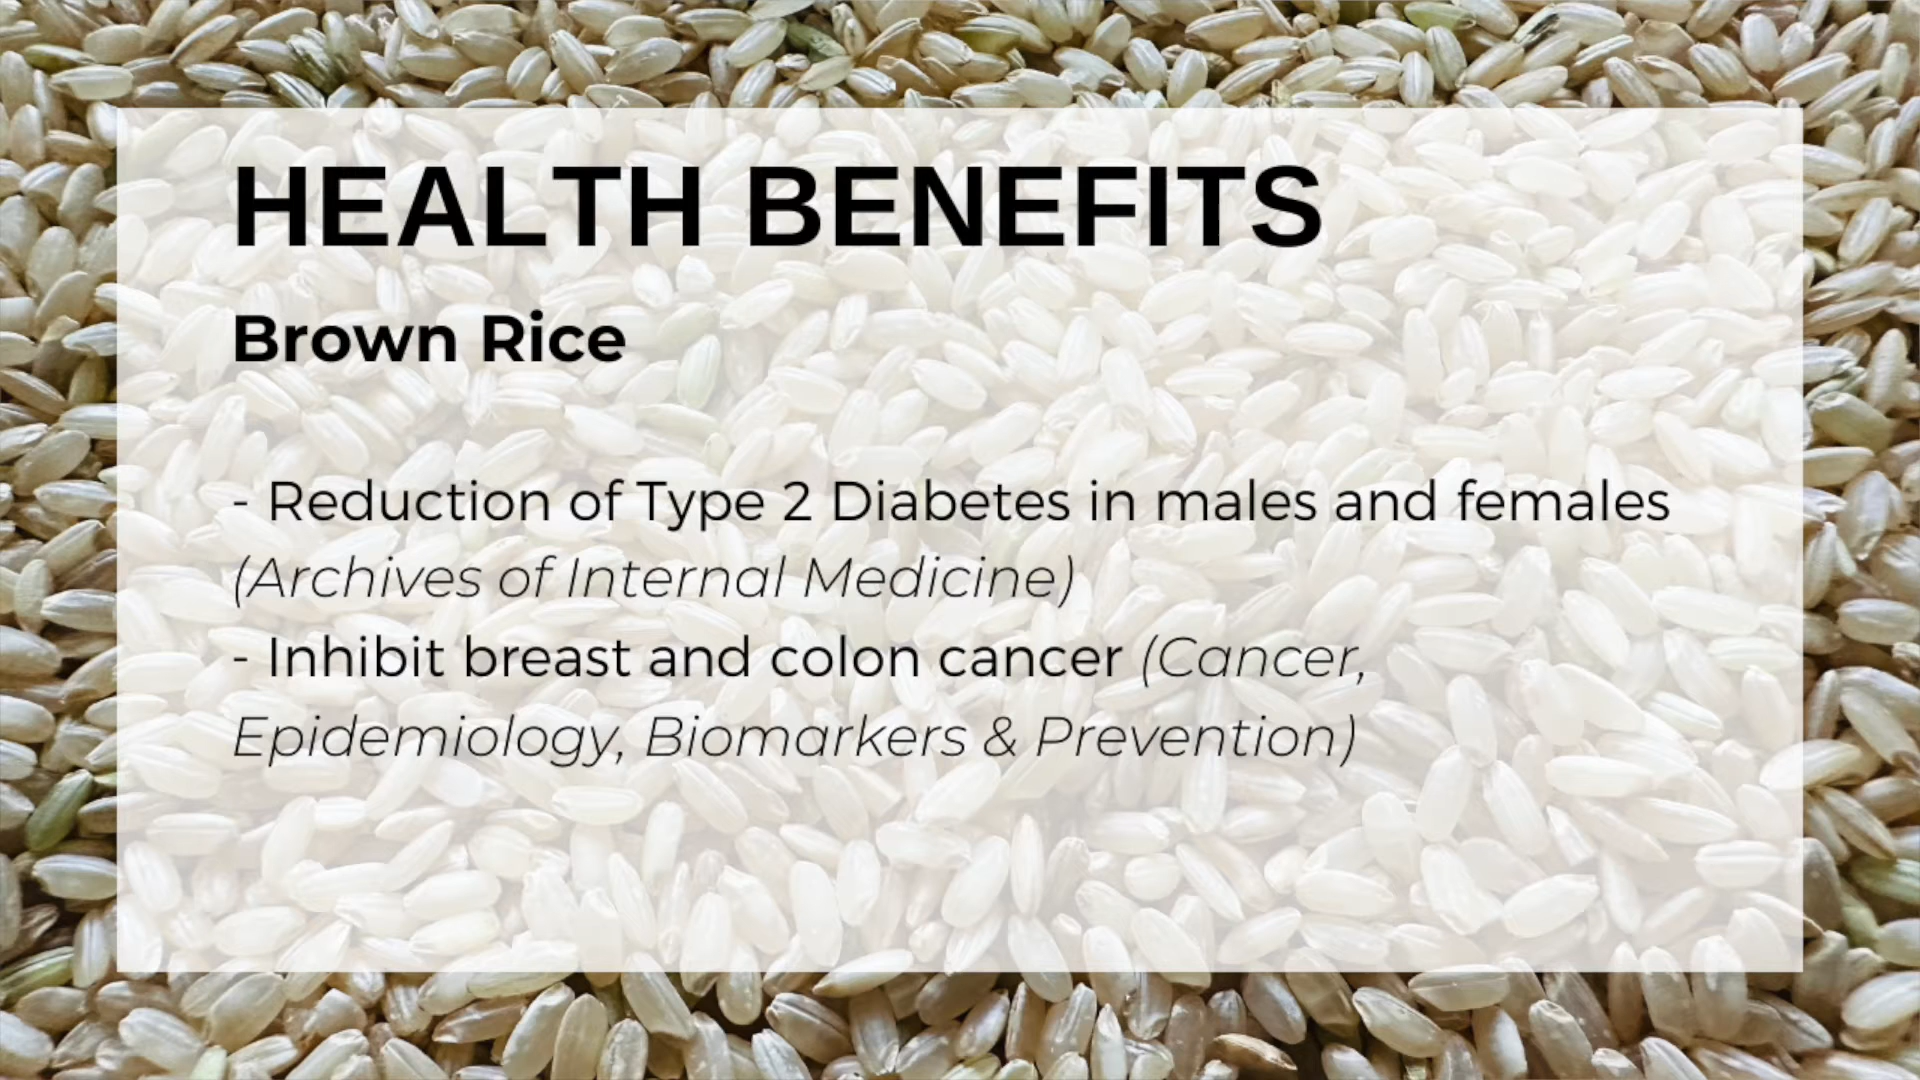 HEALTH BENEFITS
Brown Rice
- Reduction of Type 2 Diabetes in males and females
(Archives of Internal Medicine)
- Inhibit breast and colon cancer (Cancer,
Epidemiology, Biomarkers & Prevention)